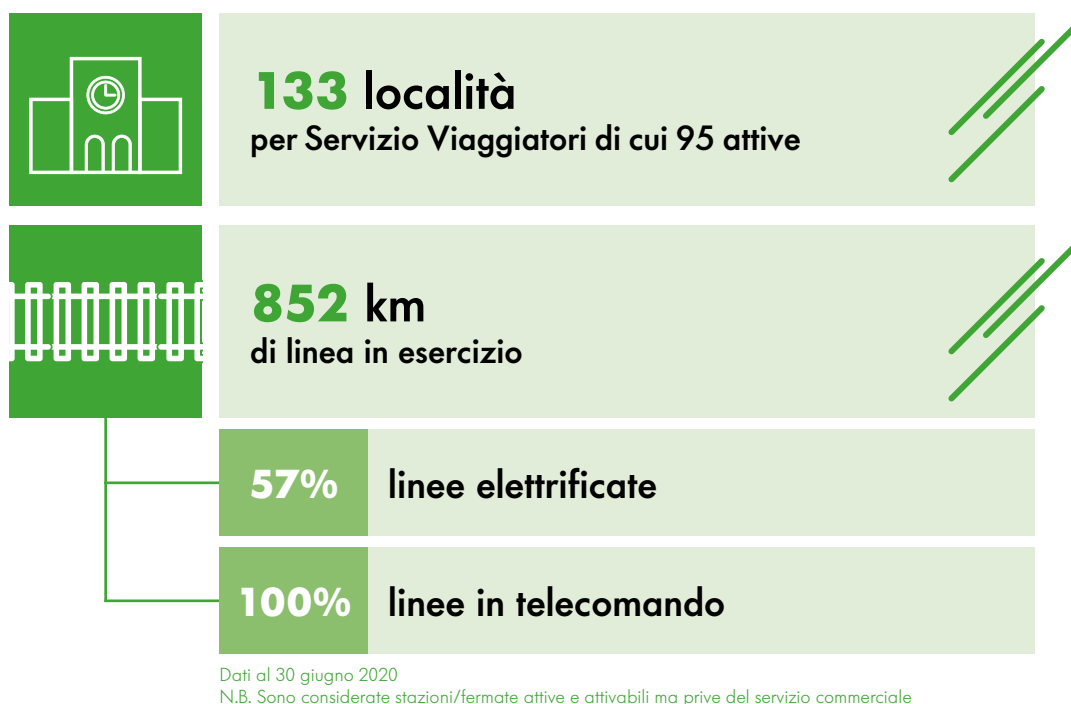 133 località
per Servizio Viaggiatori di cui 95 attive
852 km
di linea in esercizio
57% linee elettrificate
100% linee in telecomando
Dati al 30 giugno 2020
N.B. Sono considerate stazioni/fermate attive e attivabili ma prive del servizio commerciale